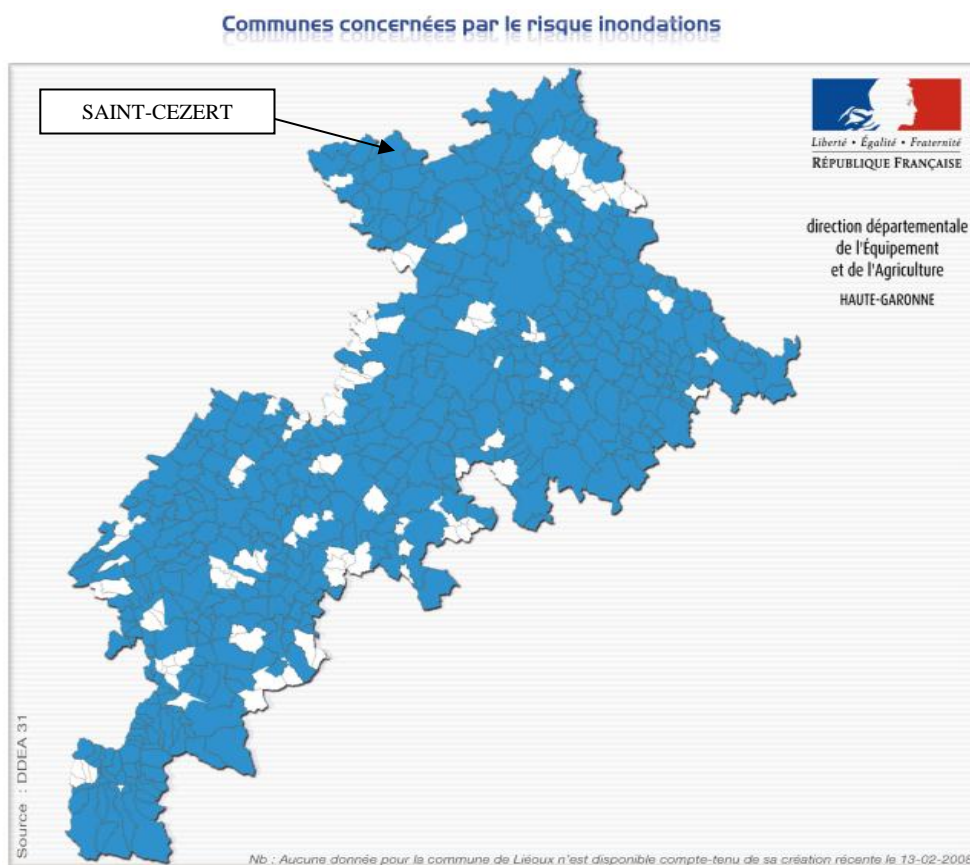 Communes concernées par le risque inondations
SAINT-CEZERT
Liberté • Égalité • Fraternité
RÉPUBLIQUE FRANÇAISE
direction départementale
de l'Équipement
et de l'Agriculture
HAUTE-GARONNE
Source : DDEA 31
Nb : Aucune donnée pour la commune de Liéoux n'est disponible compte-tenu de sa création récente le 13-02-2008